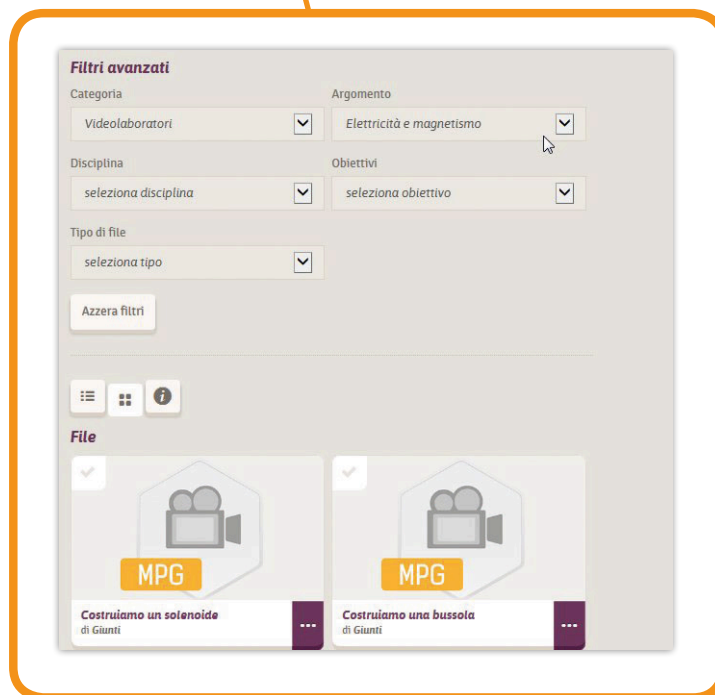 Filtri avanzati
Categoria
Argomento
Videolaboratori
Elettricità e magnetismo
Disciplina
Obiettivi
seleziona disciplina
seleziona obiettivo
Tipo di file
seleziona tipo
Azzera filtri
i
File
MPG
MPG
Costruiamo un solenoide
di Giunti
...
Costruiamo una bussola
di Giunti
...